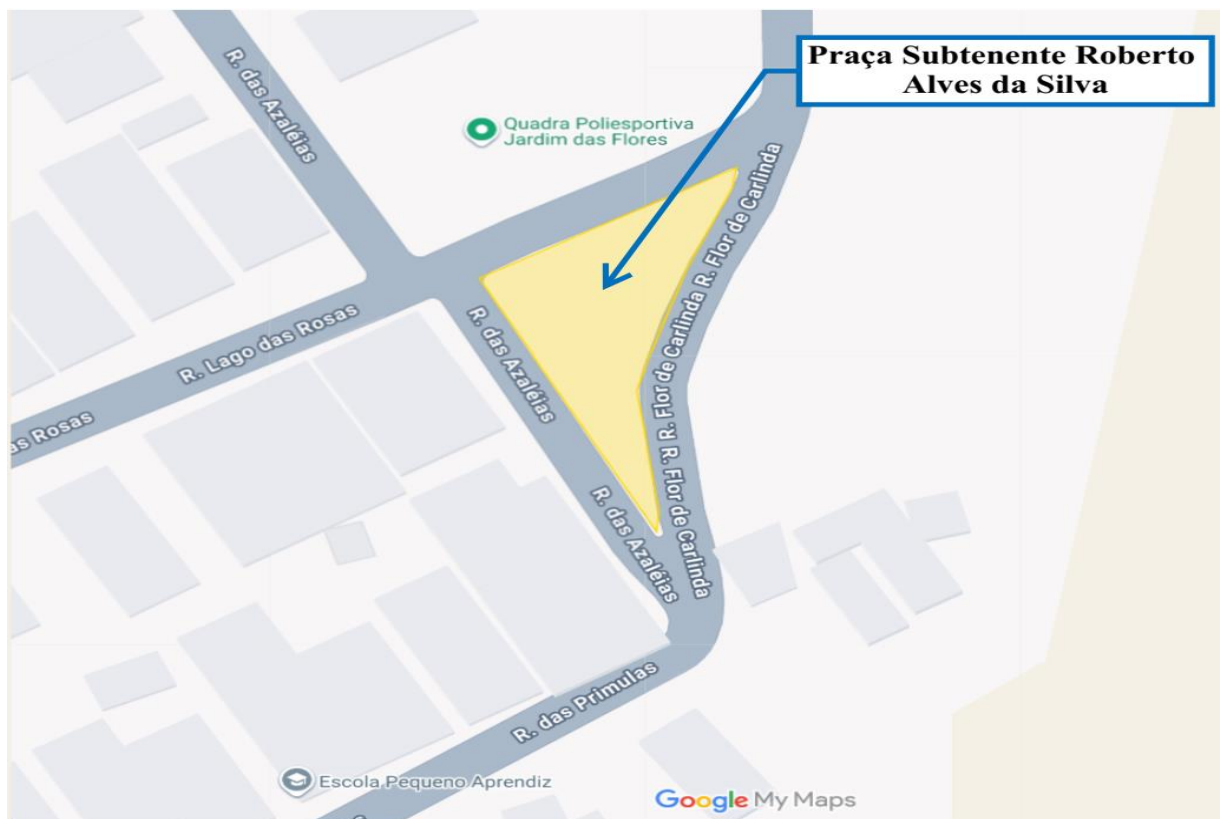 Praça Subtenente Roberto
Alves da Silva
R. das Azaléias
Quadra Poliesportiva
Jardim das Flores
R. Flor de Carlinda
R. Flor de Carlinda
R. Lago das Rosas
R. das Azaléias
as Rosas
R. R. Flor de Carlinda
R. das Azaléias
R. das Prímulas
Escola Pequeno Aprendiz
Google My Maps